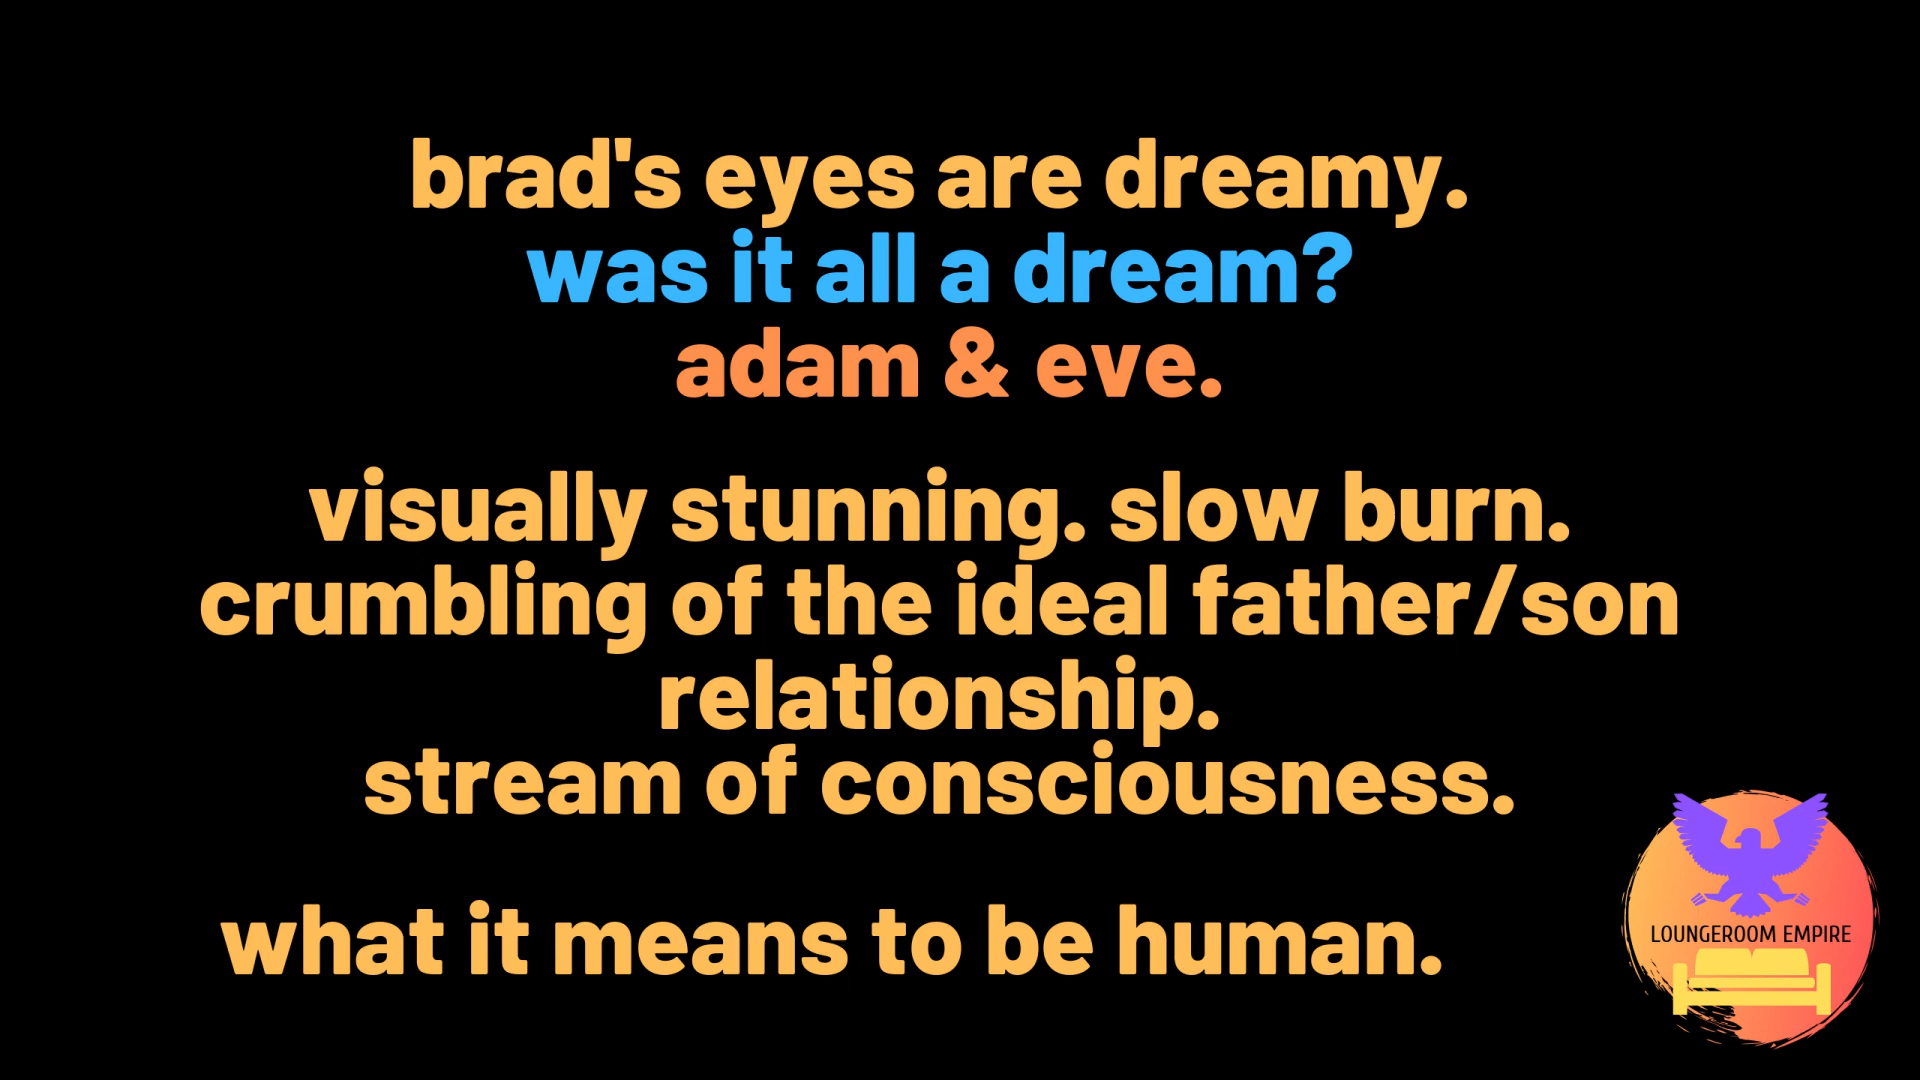 brad's eyes are dreamy.
was it all a dream?
adam & eve.
visually stunning. slow burn.
crumbling of the ideal father/son
relationship.
stream of consciousness.
what it means to be human.
LOUNGEROOM EMPIRE